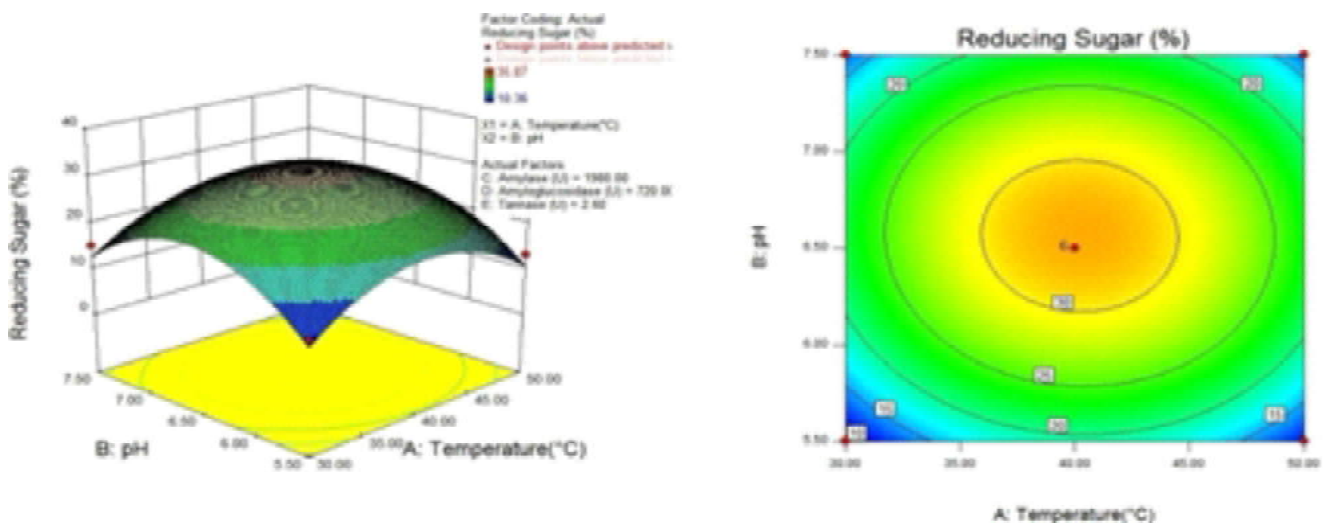 Factor Coding: Actual
Reducing Sugar (%)
Design points above predicted
X1 = A: Temperature(°C)
X2 = B: pH
Actual Factors
C: Amylase (U) =
D: Amyloglucosidase (U) = 720.
E: Tannase (U) = 2.60
Reducing Sugar (%)
40
30
20
10
0
7.50
7.00
6.50
6.00
5.50
30.00
35.00
40.00
45.00
50.00
B: pH
A: Temperature(°C)
Reducing Sugar (%)
B: pH
7.50
7.00
6.50
6.00
5.50
20
20
6
30
25
20
15
15
10
30.00
35.00
40.00
45.00
50.00
A: Temperature(°C)